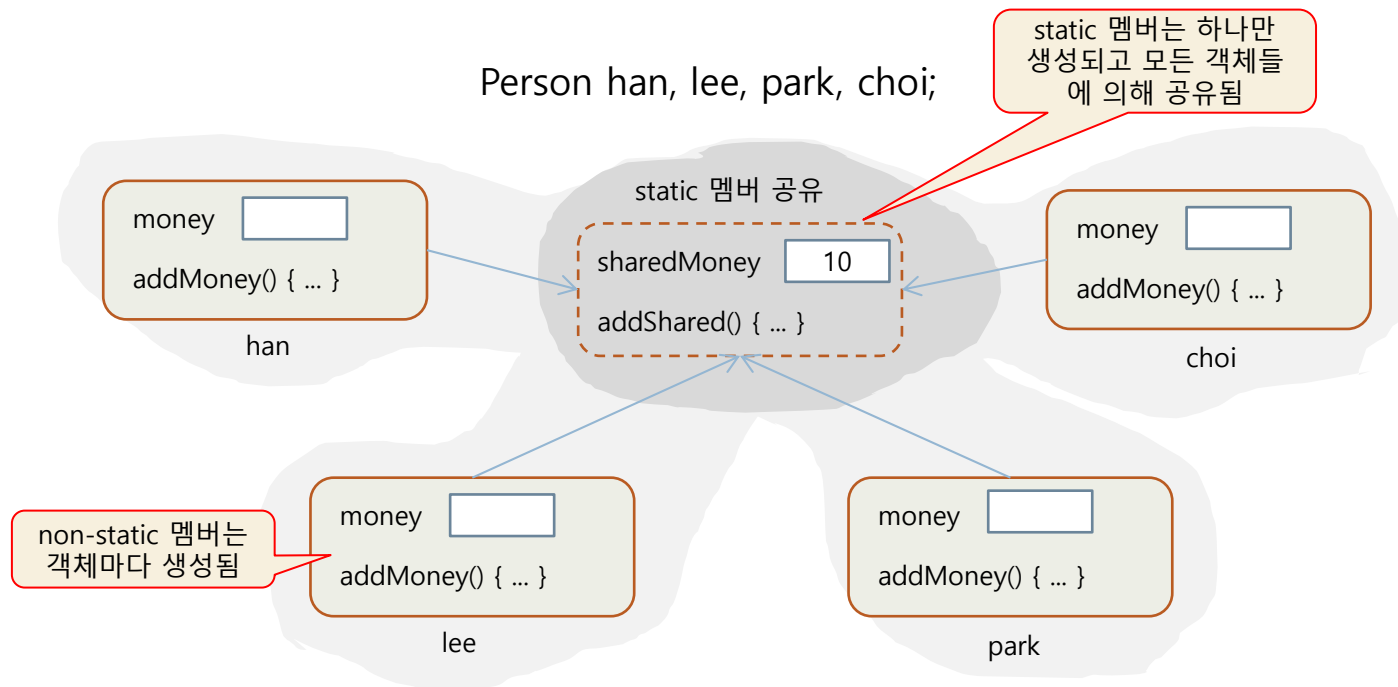 static 멤버는 하나만
생성되고 모든 객체들
에 의해 공유됨
Person han, lee, park, choi;
static 멤버 공유
money
addMoney() { ... }
han
sharedMoney 10
addShared() { ... }
money
addMoney() { ... }
choi
non-static 멤버는
객체마다 생성됨
money
addMoney() { ... }
lee
money
addMoney() { ... }
park